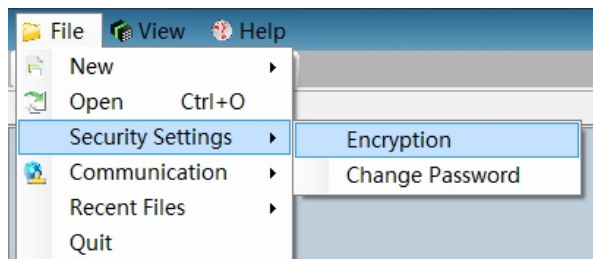 File View Help
New
Open Ctrl+O
Security Settings
Encryption
Communication
Change Password
Recent Files
Quit